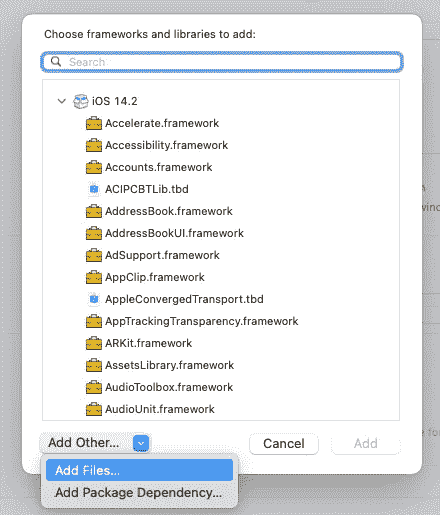 Choose frameworks and libraries to add:
Search
iOS 14.2
Accelerate.framework
Accessibility.framework
Accounts.framework
ACIPCBTLib.tbd
AddressBook.framework
AddressBookUI.framework
AdSupport.framework
AppClip.framework
AppleConvergedTransport.tbd
AppTrackingTransparency.framework
ARKit.framework
AssetsLibrary.framework
AudioToolbox.framework
AudioUnit.framework
Add Other...
Cancel
Add
Add Files...
Add Package Dependency...